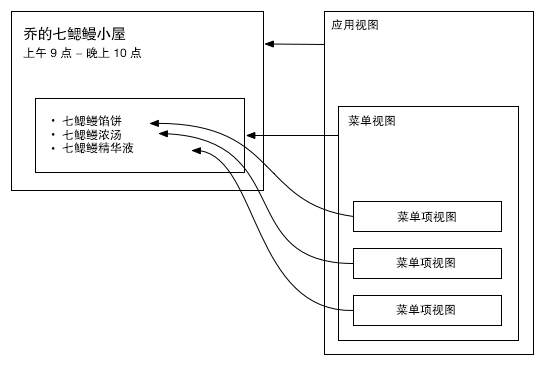 乔的七鳃鳗小屋
上午 9 点 – 晚上 10 点
• 七鳃鳗馅饼
• 七鳃鳗浓汤
• 七鳃鳗精华液
应用视图
菜单视图
菜单项视图
菜单项视图
菜单项视图